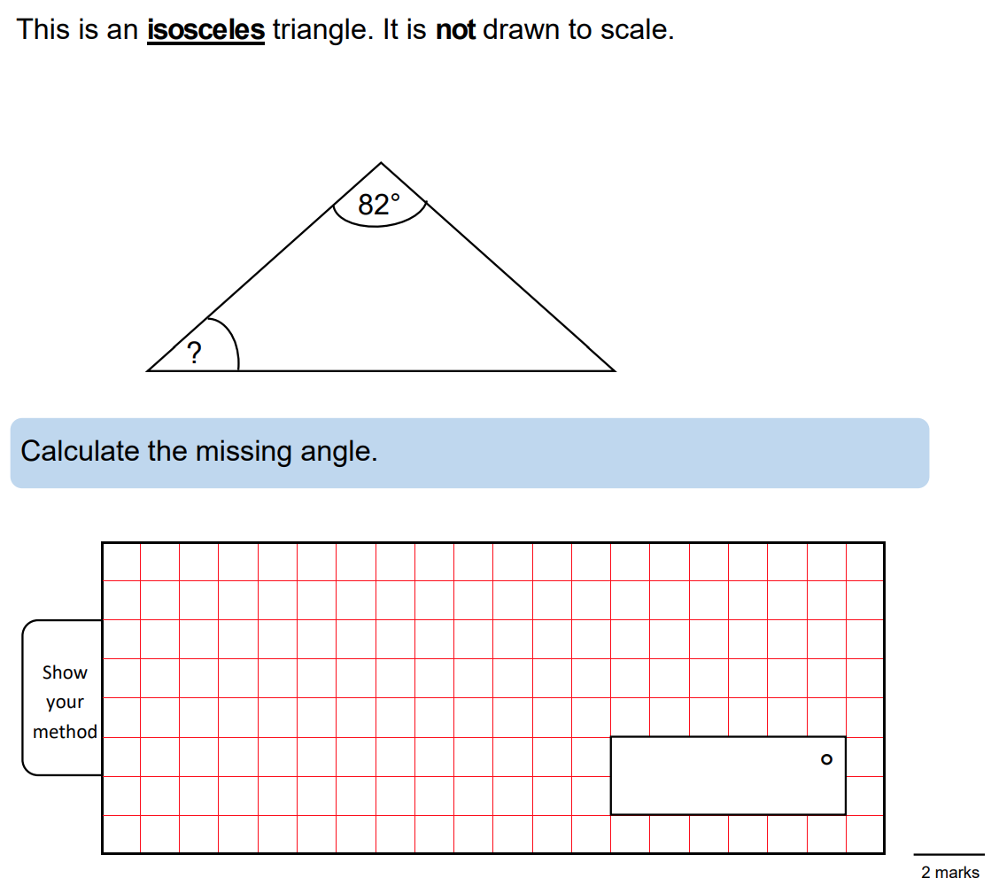 This is an isosceles triangle. It is not drawn to scale.
82°
?
Calculate the missing angle.
Show
your
method
°
2 marks